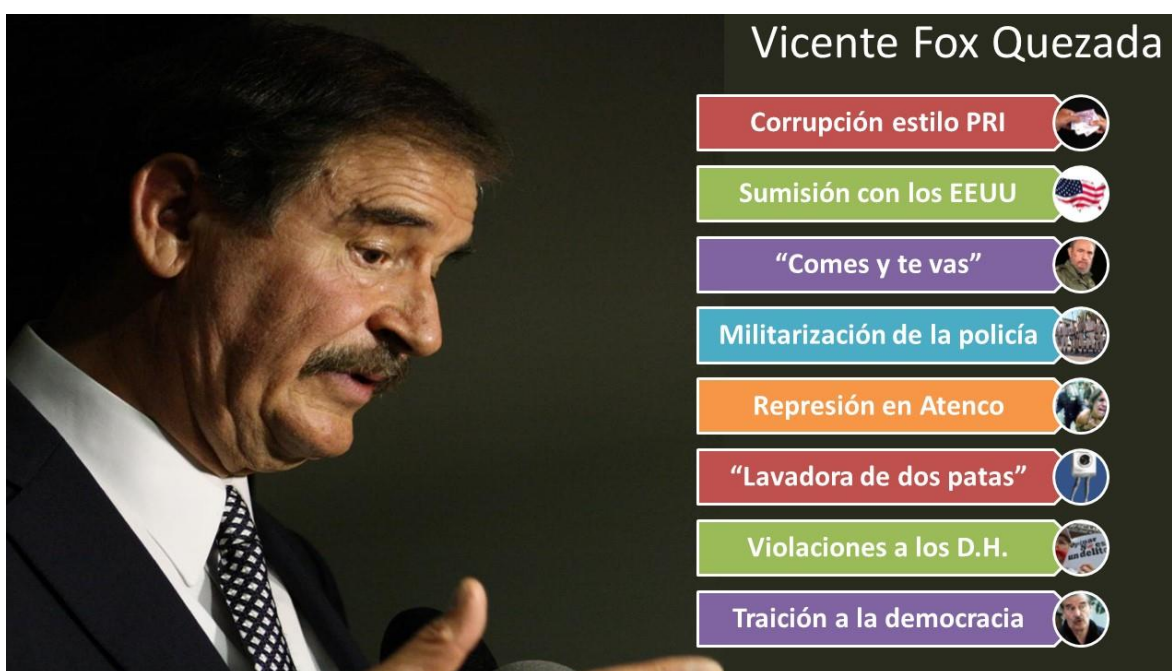 Vicente Fox Quezada
Corrupción estilo PRI
Sumisión con los EEUU
“Comes y te vas”
Militarización de la policía
Represión en Atenco
“Lavadora de dos patas”
Violaciones a los D.H.
Traición a la democracia